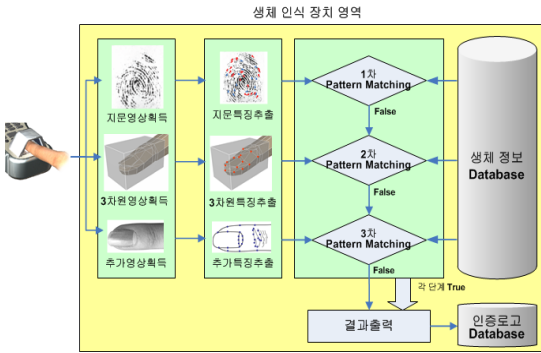 생체 인식 장치 영역
지문영상획득
지문특징추출
1차
Pattern Matching
False
3차원영상획득
3차원특징추출
2차
Pattern Matching
False
생체 정보
Database
추가영상획득
추가특징추출
3차
Pattern Matching
False
각 단계 True
결과출력
인증로고
Database